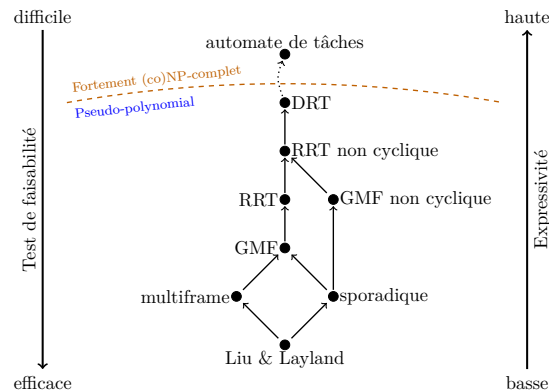 difficile
haute
automate de tâches
Fortement (co)NP-complet
Pseudo-polynomial
DRT
RRT non cyclique
Test de faisabilité
Expressivité
RRT
GMF non cyclique
GMF
multiframe
sporadique
Liu & Layland
efficace
basse